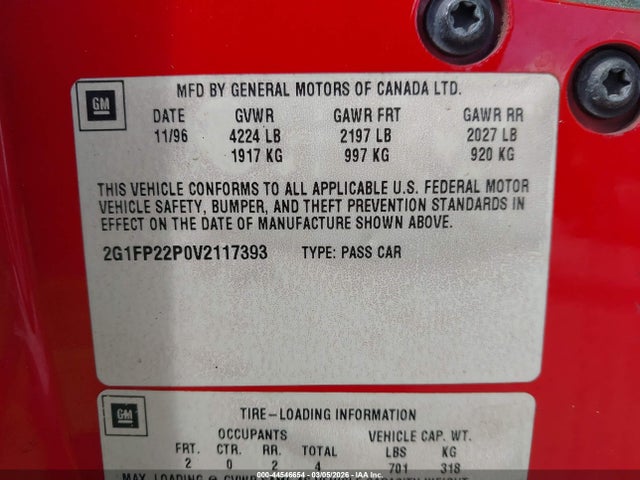 MFD BY GENERAL MOTORS OF CANADA LTD.
GM
DATE GVWR GAWR FRT GAWR RR
11/96 4224 LB 2197 LB 2027 LB
1917 KG 997 KG 920 KG
THIS VEHICLE CONFORMS TO ALL APPLICABLE U.S. FEDERAL MOTOR
VEHICLE SAFETY, BUMPER, AND THEFT PREVENTION STANDARDS IN
EFFECT ON THE DATE OF MANUFACTURE SHOWN ABOVE.
2G1FP22P0V2117393 TYPE: PASS CAR
GM
TIRE-LOADING INFORMATION
OCCUPANTS VEHICLE CAP. WT.
FRT. CTR. RR. TOTAL LBS KG
2 0 2 4 701 318
000-44546654 - 03/05/2026 - IAAI.COM